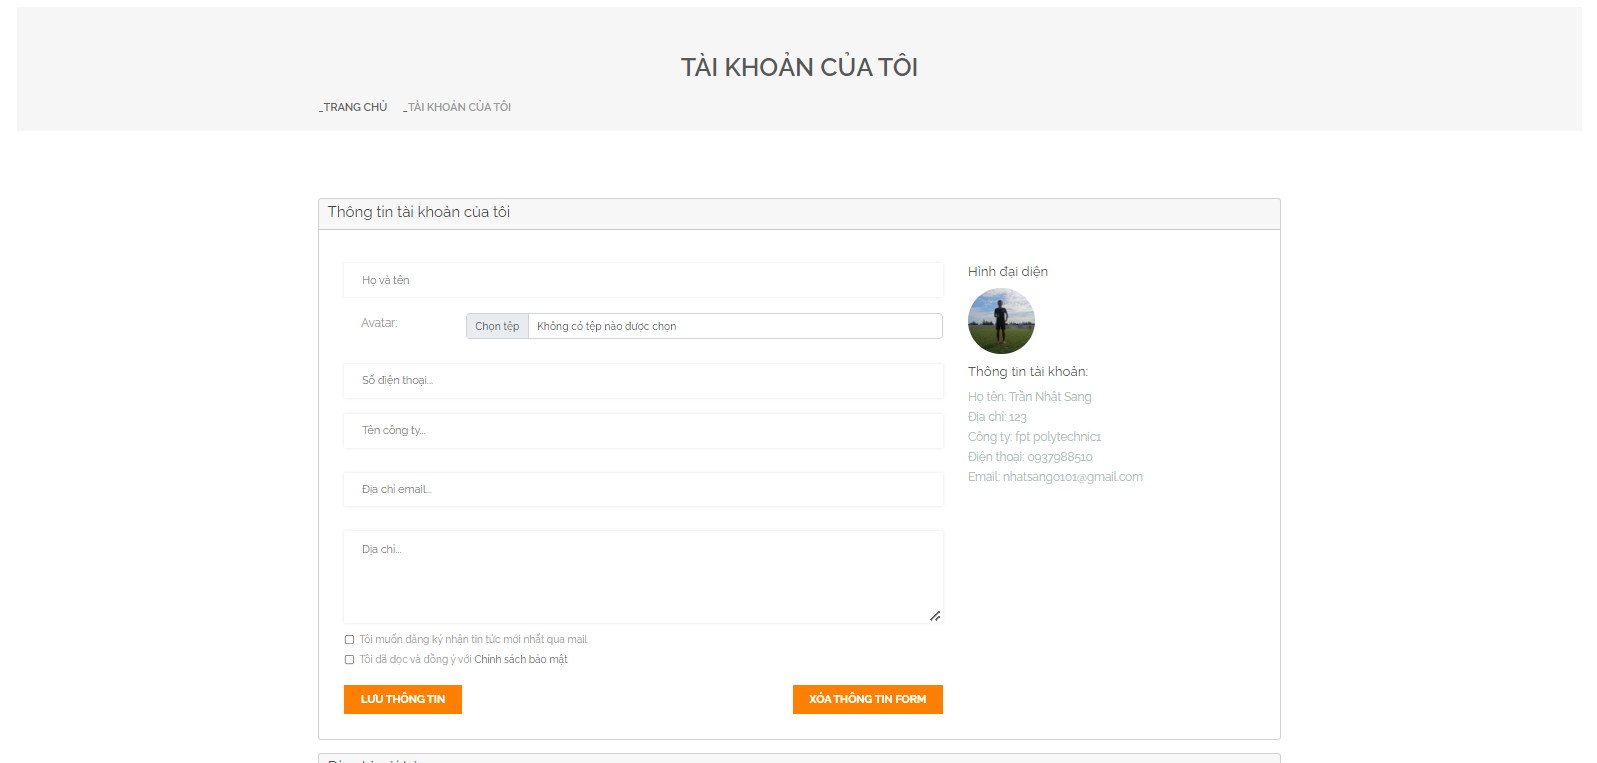 TÀI KHOẢN CỦA TÔI
_TRANG CHỦ _TÀI KHOẢN CỦA TÔI
Thông tin tài khoản của tôi
Họ và tên
Avatar: Chọn tệp Không có tệp nào được chọn
Số điện thoại...
Tên công ty...
Địa chỉ email...
Dịa chỉ...
Tôi muốn đăng ký nhận tin tức mới nhất qua mail
Tôi đã đọc và đồng ý với Chính sách bảo mật
LƯU THÔNG TIN XÓA THÔNG TIN FORM
Hình đại diện
Thông tin tài khoản:
Họ tên: Trần Nhật Sang
Địa chỉ: 123
Công ty: fpt polytechnic1
Điện thoại: 0937988510
Email: nhatsang0101@gmail.com